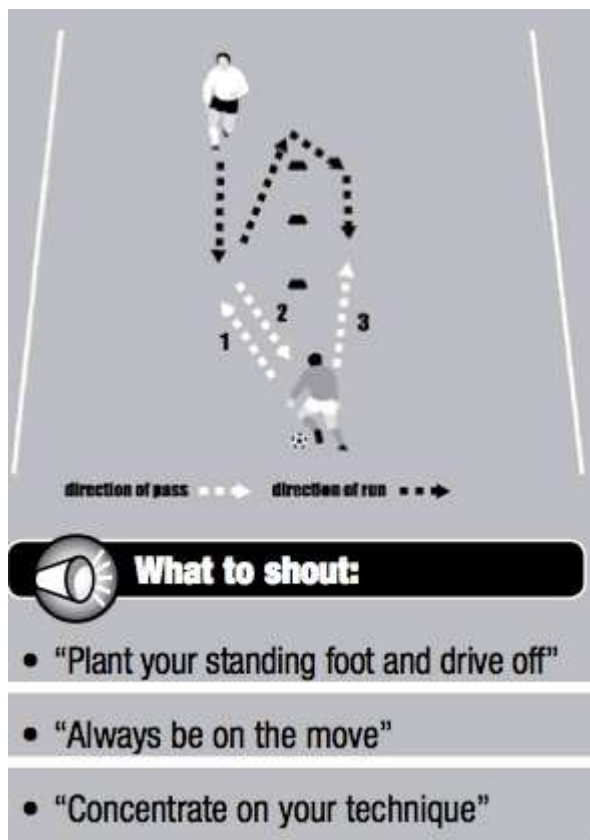 2
1
3
direction of pass
direction of run
What to shout:
• “Plant your standing foot and drive off”
• “Always be on the move”
• “Concentrate on your technique”